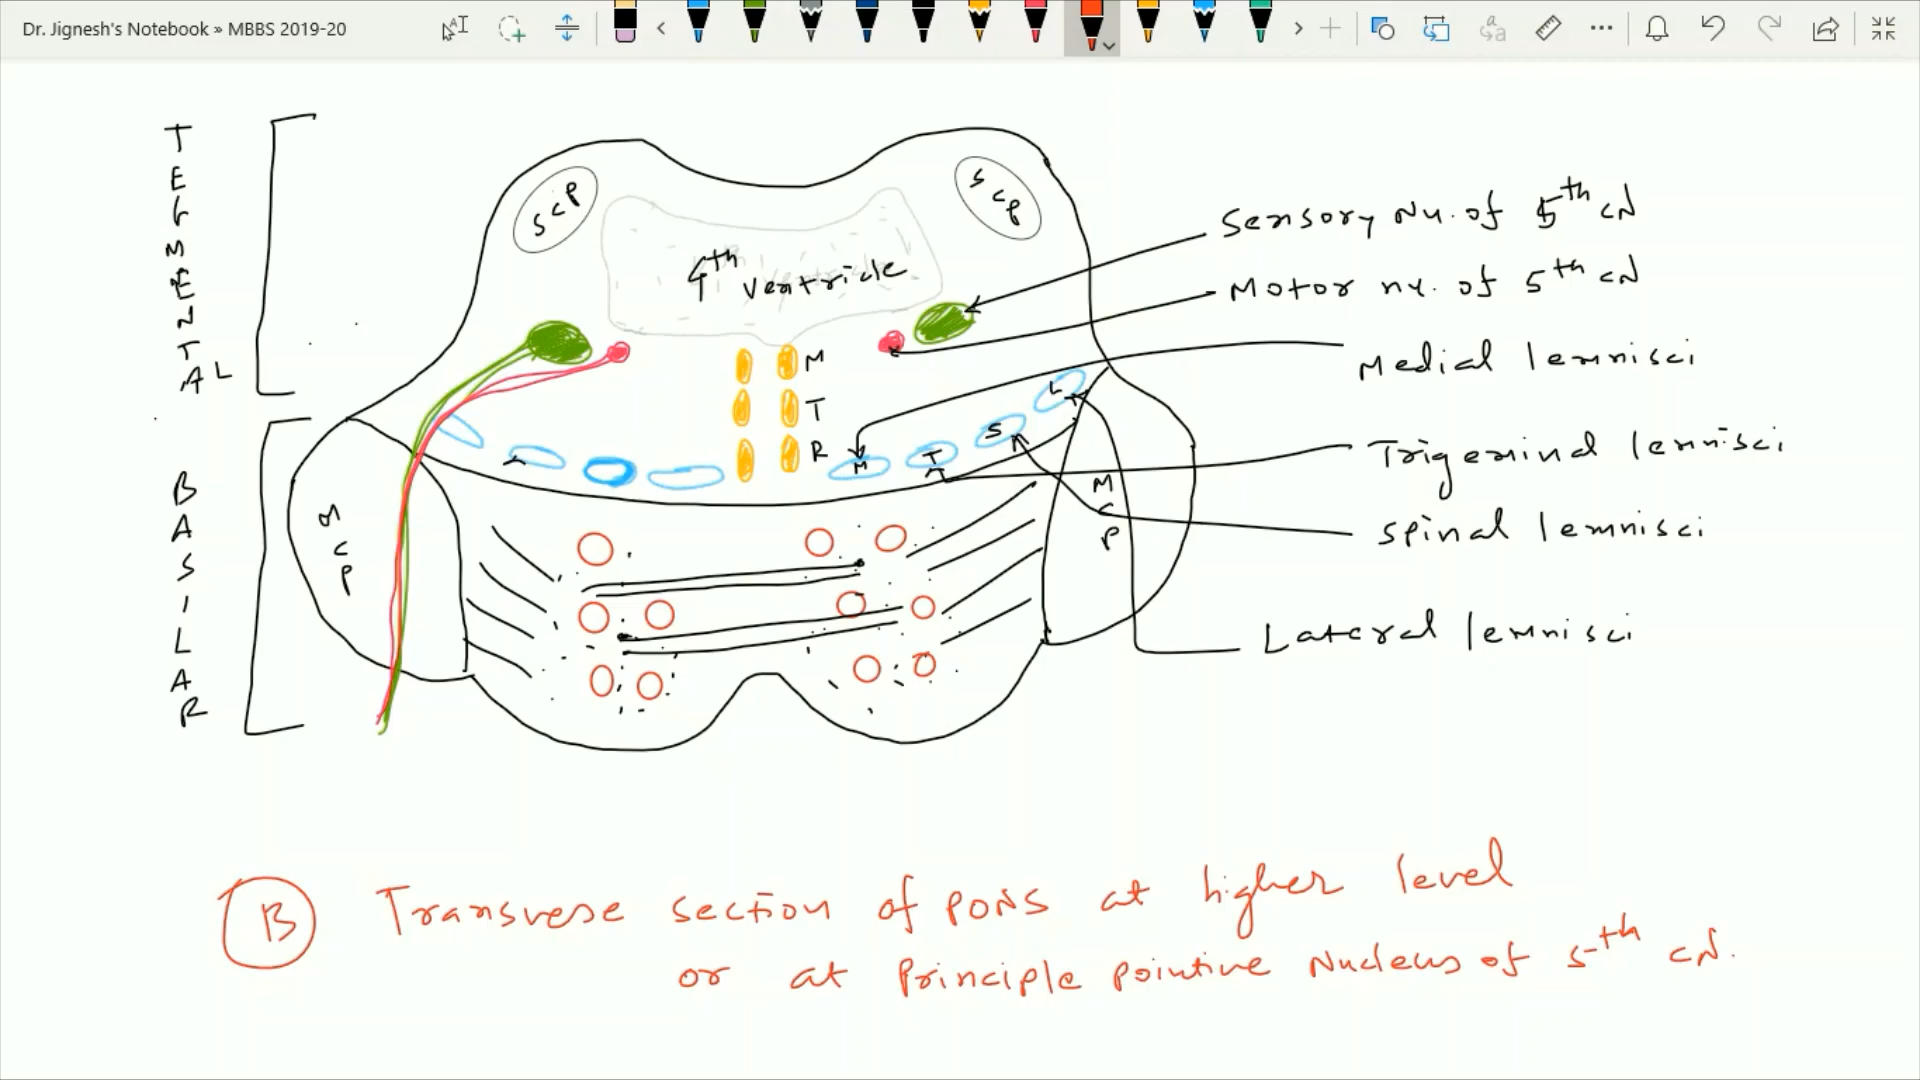 Dr. Jignesh's Notebook » MBBS 2019-20
TEGMENTAL
BASILAR
SCP
SCP
4th ventricle
Sensory Nu. of 5th CN
Motor nu. of 5th CN
Medial lemnisci
Trigeminal lemnisci
Spinal lemnisci
Lateral lemnisci
M
T
R
M
T
S
L
MCP
MCP
B Transverse section of PONS at higher level
or at Principle pointine Nucleus of 5th CN.